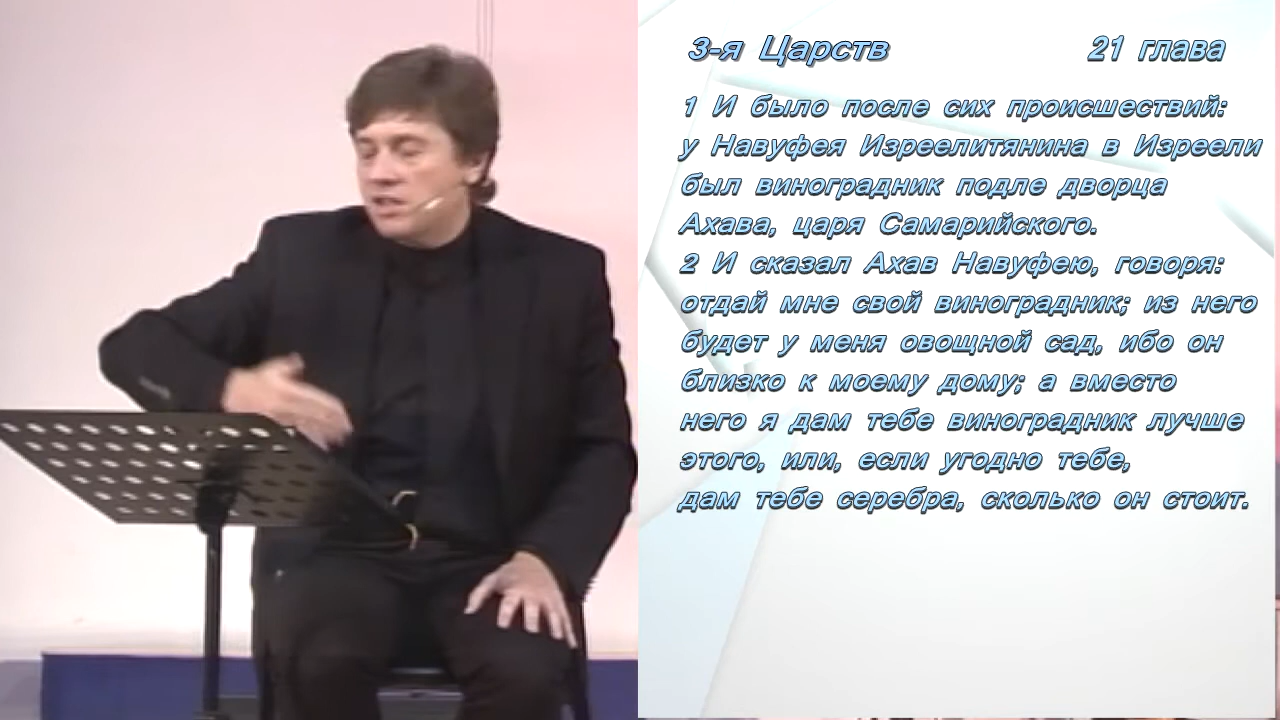 3-я Царств 21 глава
1 И было после сих происшествий:
у Навуфея Изреелитянина в Изреели
был виноградник подле дворца
Ахава, царя Самарийского.
2 И сказал Ахав Навуфею, говоря:
отдай мне свой виноградник; из него
будет у меня овощной сад, ибо он
близко к моему дому; а вместо
него я дам тебе виноградник лучше
этого, или, если угодно тебе,
дам тебе серебра, сколько он стоит.